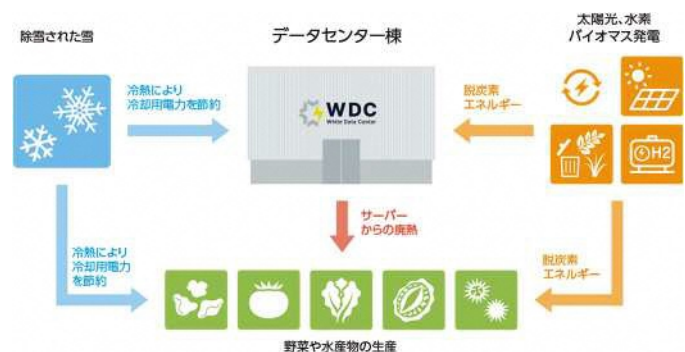 除雪された雪
データセンター棟
太陽光、水素
バイオマス発電
冷熱により
冷却用電力を節約
WDC
White Data Center
脱炭素
エネルギー
H2
サーバー
からの廃熱
冷熱により
冷却用電力
を節約
脱炭素
エネルギー
野菜や水産物の生産